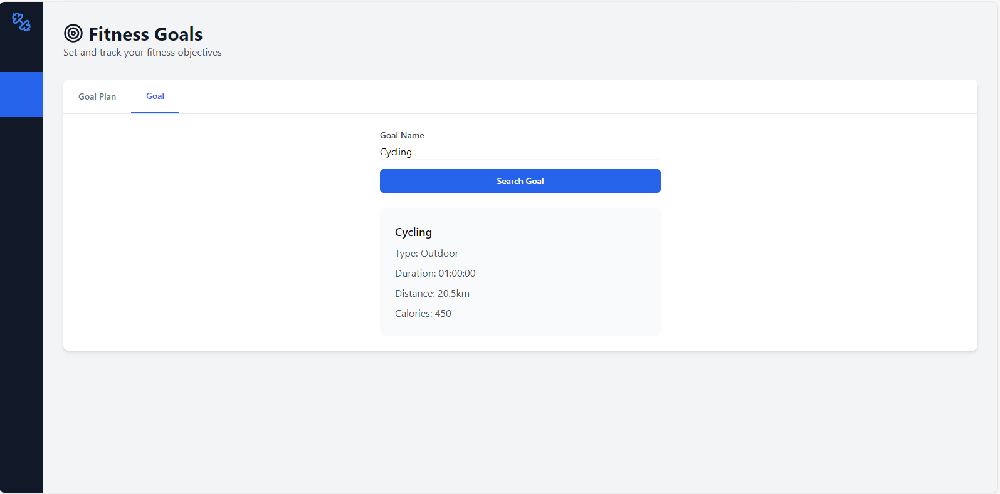 Fitness Goals
Set and track your fitness objectives
Goal Plan
Goal
Goal Name
Cycling
Search Goal
Cycling
Type: Outdoor
Duration: 01:00:00
Distance: 20.5km
Calories: 450